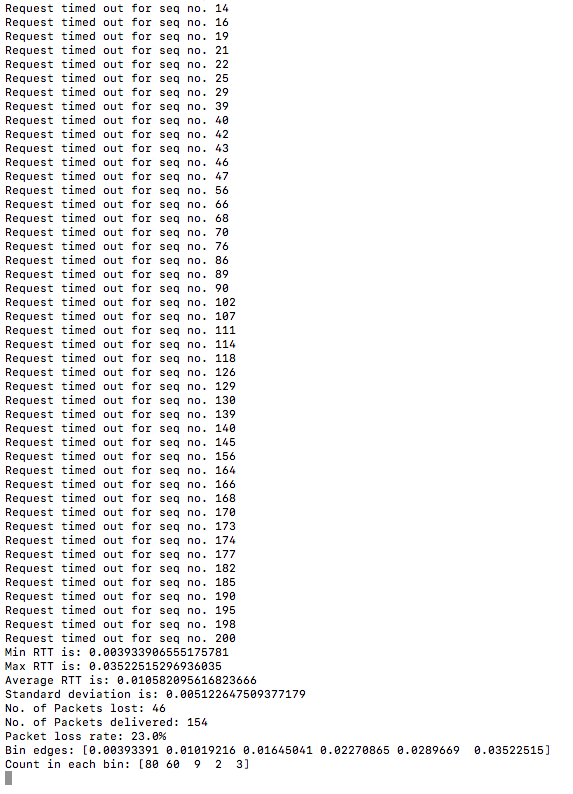 Request timed out for seq no. 14
Request timed out for seq no. 16
Request timed out for seq no. 19
Request timed out for seq no. 21
Request timed out for seq no. 22
Request timed out for seq no. 25
Request timed out for seq no. 29
Request timed out for seq no. 39
Request timed out for seq no. 40
Request timed out for seq no. 42
Request timed out for seq no. 43
Request timed out for seq no. 46
Request timed out for seq no. 47
Request timed out for seq no. 56
Request timed out for seq no. 66
Request timed out for seq no. 68
Request timed out for seq no. 70
Request timed out for seq no. 76
Request timed out for seq no. 86
Request timed out for seq no. 89
Request timed out for seq no. 90
Request timed out for seq no. 102
Request timed out for seq no. 107
Request timed out for seq no. 111
Request timed out for seq no. 114
Request timed out for seq no. 118
Request timed out for seq no. 126
Request timed out for seq no. 129
Request timed out for seq no. 130
Request timed out for seq no. 139
Request timed out for seq no. 140
Request timed out for seq no. 145
Request timed out for seq no. 156
Request timed out for seq no. 164
Request timed out for seq no. 166
Request timed out for seq no. 168
Request timed out for seq no. 170
Request timed out for seq no. 173
Request timed out for seq no. 174
Request timed out for seq no. 177
Request timed out for seq no. 182
Request timed out for seq no. 185
Request timed out for seq no. 190
Request timed out for seq no. 195
Request timed out for seq no. 198
Request timed out for seq no. 200
Min RTT is: 0.003933906555175781
Max RTT is: 0.03522515296936035
Average RTT is: 0.010582095616823666
Standard deviation is: 0.005122647509377179
No. of Packets lost: 46
No. of Packets delivered: 154
Packet loss rate: 23.0%
Bin edges: [0.00393391 0.01019216 0.01645041 0.02270865 0.0289669  0.03522515]
Count in each bin: [80 60  9  2  3]